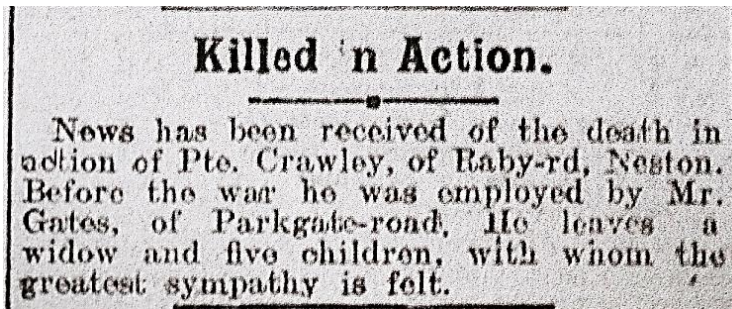 Killed 'n Action.
News has been received of the death in
action of Pte. Crawley, of Raby-rd, Neston.
Before the war he was employed by Mr.
Gates, of Parkgate-road. He leaves a
widow and five children, with whom the
greatest sympathy is felt.